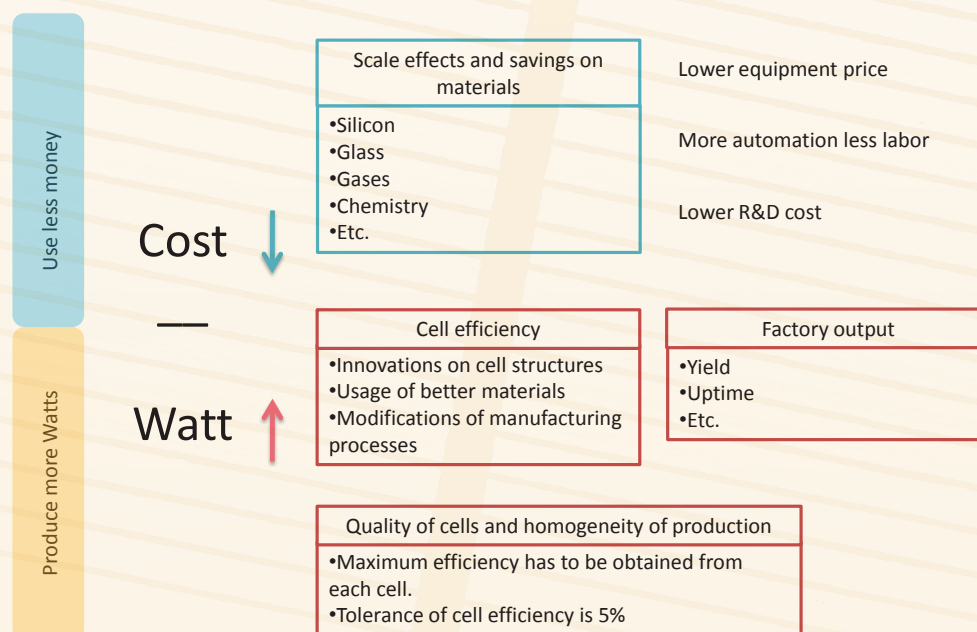 Use less money
Cost
Scale effects and savings on
materials
•Silicon
•Glass
•Gases
•Chemistry
•Etc.
Lower equipment price
More automation less labor
Lower R&D cost
Produce more Watts
Watt
Cell efficiency
•Innovations on cell structures
•Usage of better materials
•Modifications of manufacturing
processes
Factory output
•Yield
•Uptime
•Etc.
Quality of cells and homogeneity of production
•Maximum efficiency has to be obtained from
each cell.
•Tolerance of cell efficiency is 5%